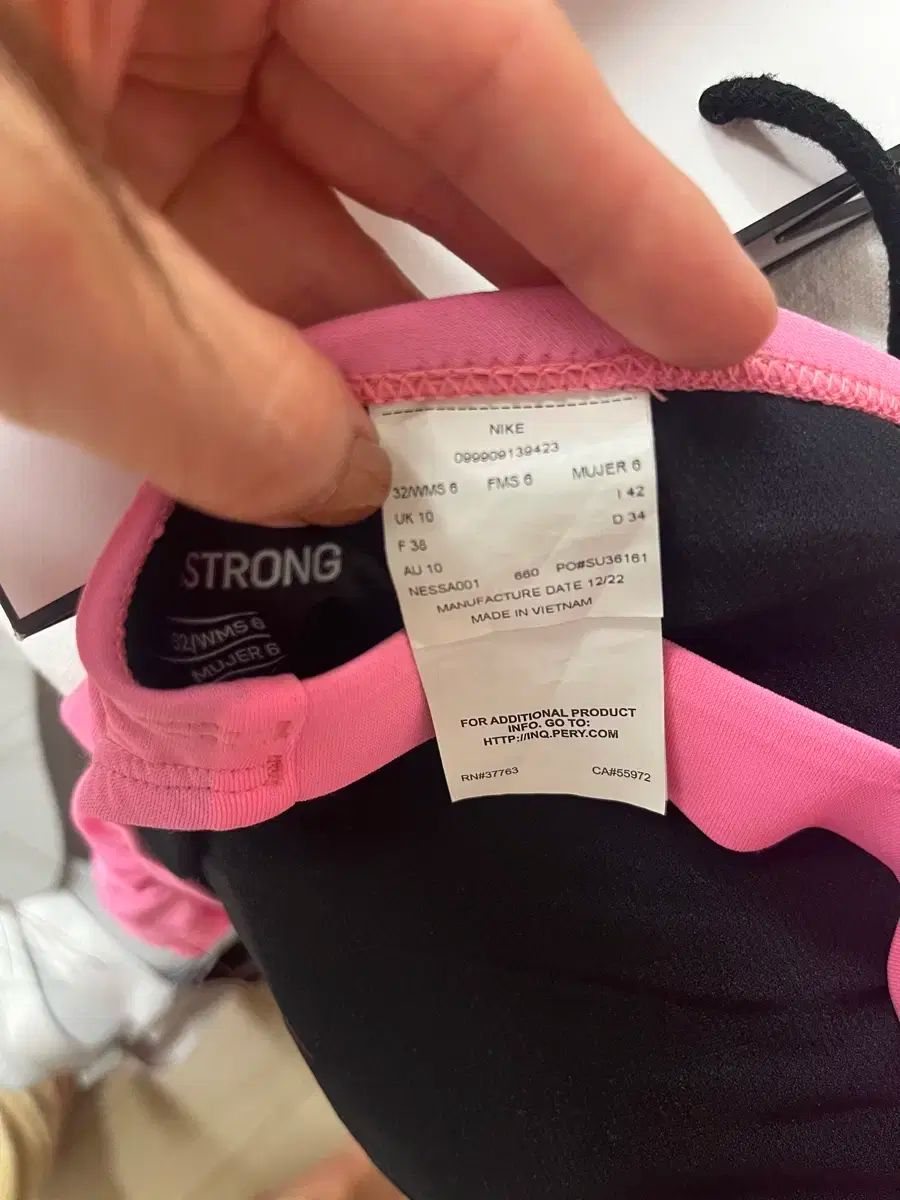 NIKE
099909139423
32/WMS 6 FMS 6 MUJER 6
UK 10 I 42
F 38 D 34
AU 10
NESSA001 660 PO#SU36161
MANUFACTURE DATE 12/22
MADE IN VIETNAM
FOR ADDITIONAL PRODUCT
INFO. GO TO:
HTTP://INQ.PERY.COM
RN#37763 CA#55972
STRONG
32/WMS 6
MUJER 6